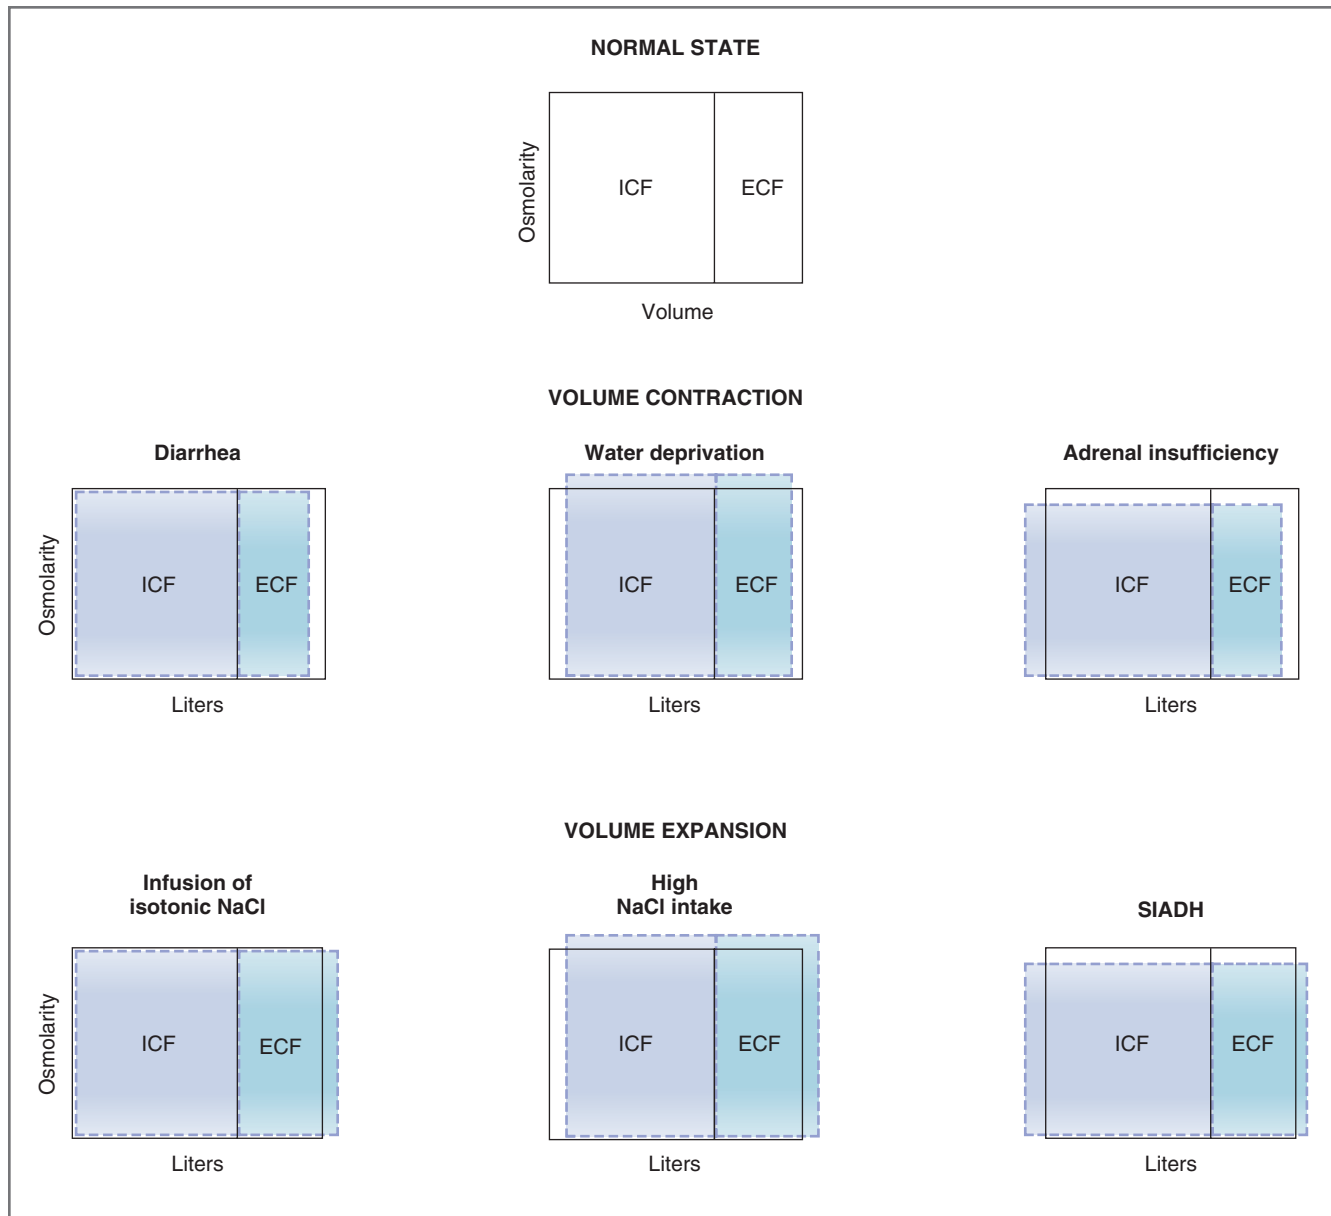 NORMAL STATE
Osmolarity
ICF
ECF
Volume
VOLUME CONTRACTION
Diarrhea
Water deprivation
Adrenal insufficiency
Osmolarity
ICF
ECF
ICF
ECF
ICF
ECF
Liters
Liters
Liters
VOLUME EXPANSION
Infusion of
isotonic NaCl
High
NaCl intake
SIADH
Osmolarity
ICF
ECF
ICF
ECF
ICF
ECF
Liters
Liters
Liters